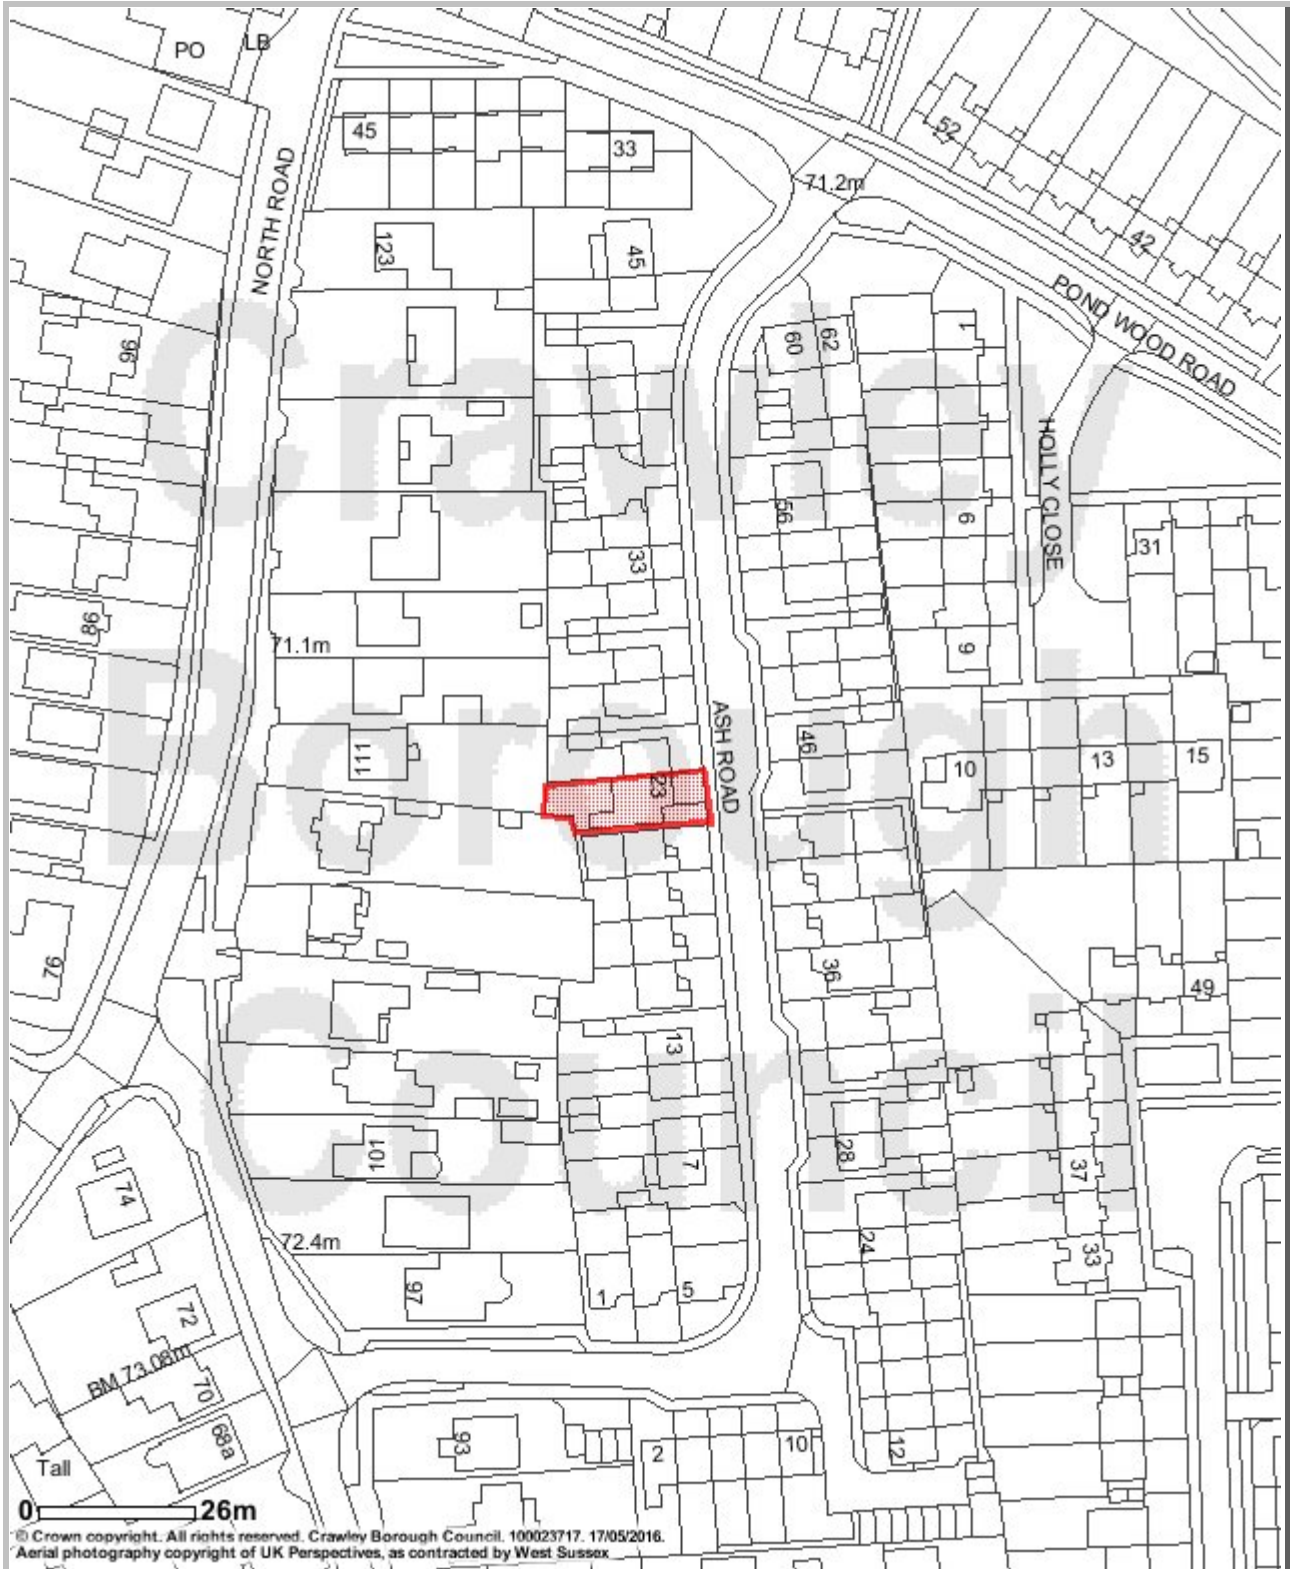 PO
LB
45
33
52
NORTH ROAD
71.2m
42
123
45
POND WOOD ROAD
96
60
62
1
HOLLY CLOSE
56
6
31
33
86
71.1m
9
ASH ROAD
46
111
10
13
15
23
36
76
49
13
101
7
28
37
74
72.4m
24
33
97
1
5
72
BM 73.08m
70
68a
93
2
10
12
Tall
0 26m
Crawley
Borough
Council
© Crown copyright. All rights reserved. Crawley Borough Council. 100023717. 17/05/2016.
Aerial photography copyright of UK Perspectives, as contracted by West Sussex